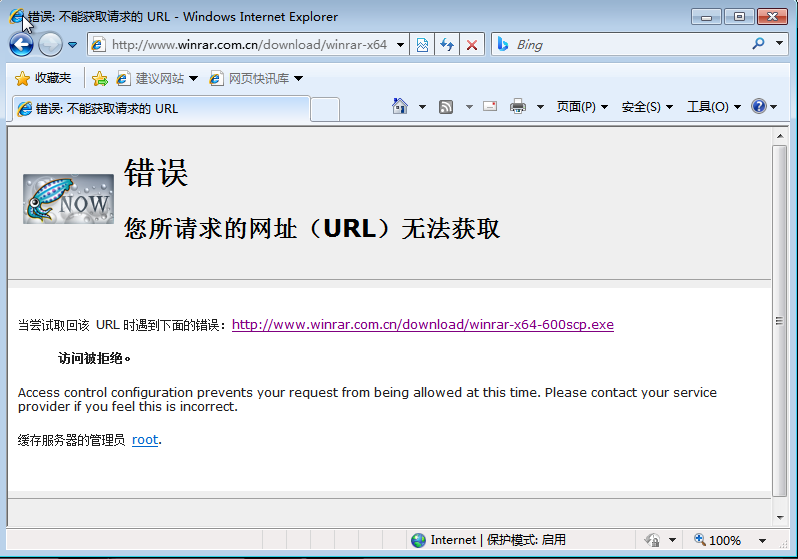 错误: 不能获取请求的 URL - Windows Internet Explorer
http://www.winrar.com.cn/download/winrar-x64
Bing
收藏夹
建议网站
网页快讯库
错误: 不能获取请求的 URL
页面(P)
安全(S)
工具(O)
NOW
错误
您所请求的网址（URL）无法获取
当尝试取回该 URL 时遇到下面的错误：http://www.winrar.com.cn/download/winrar-x64-600scp.exe
访问被拒绝。
Access control configuration prevents your request from being allowed at this time. Please contact your service
provider if you feel this is incorrect.
缓存服务器的管理员 root.
Internet | 保护模式: 启用
100%